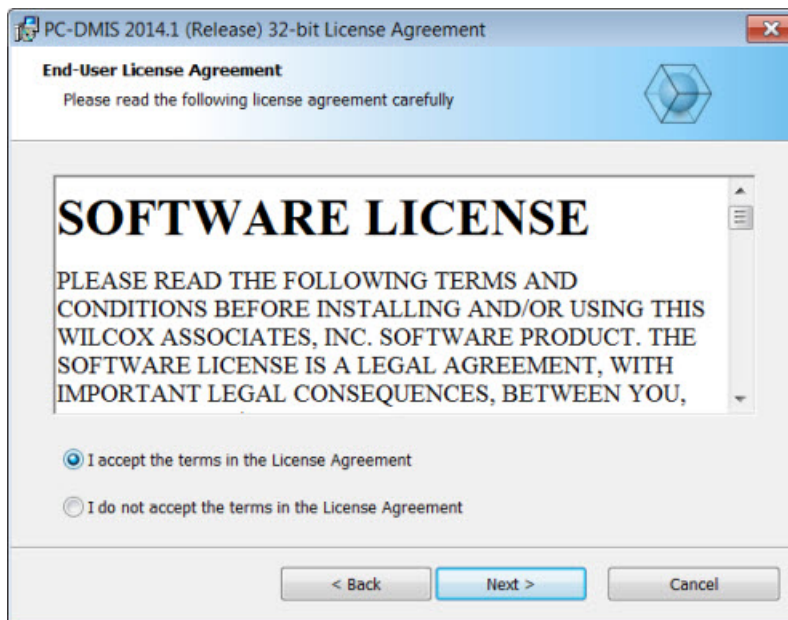 PC-DMIS 2014.1 (Release) 32-bit License Agreement
End-User License Agreement
Please read the following license agreement carefully
SOFTWARE LICENSE
PLEASE READ THE FOLLOWING TERMS AND
CONDITIONS BEFORE INSTALLING AND/OR USING THIS
WILCOX ASSOCIATES, INC. SOFTWARE PRODUCT. THE
SOFTWARE LICENSE IS A LEGAL AGREEMENT, WITH
IMPORTANT LEGAL CONSEQUENCES, BETWEEN YOU,
I accept the terms in the License Agreement
I do not accept the terms in the License Agreement
< Back Next > Cancel